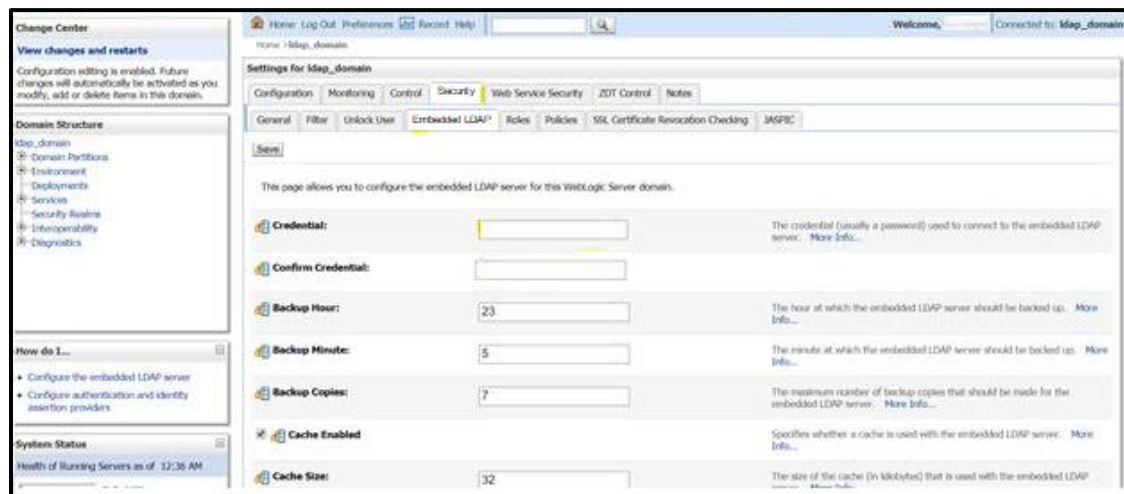 Change Center
View changes and restarts
Configuration editing is enabled. Future
changes will automatically be activated as you
modify, add or delete items in this domain.
Domain Structure
ldap_domain
Domain Partitions
Environment
Deployments
Services
Security Realms
Interoperability
Diagnostics
How do I...
Configure the embedded LDAP server
Configure authentication and identity
assertion providers
System Status
Health of Running Servers as of 12:36 AM
Home Log Out Preferences Record Help
Welcome, Connected to: ldap_domain
Home >ldap_domain
Settings for ldap_domain
Configuration Monitoring Control Security Web Service Security ZDT Control Notes
General Filter Unlock User Embedded LDAP Roles Policies SSL Certificate Revocation Checking JASPIC
Save
This page allows you to configure the embedded LDAP server for this WebLogic Server domain.
Credential: The credential (usually a password) used to connect to the embedded LDAP
server. More Info...
Confirm Credential:
Backup Hour: 23 The hour at which the embedded LDAP server should be backed up. More
Info...
Backup Minute: 5 The minute at which the embedded LDAP server should be backed up. More
Info...
Backup Copies: 7 The maximum number of backup copies that should be made for the
embedded LDAP server. More Info...
Cache Enabled Specifies whether a cache is used with the embedded LDAP server. More
Info...
Cache Size: 32 The size of the cache (in kilobytes) that is used with the embedded LDAP
server. More Info...